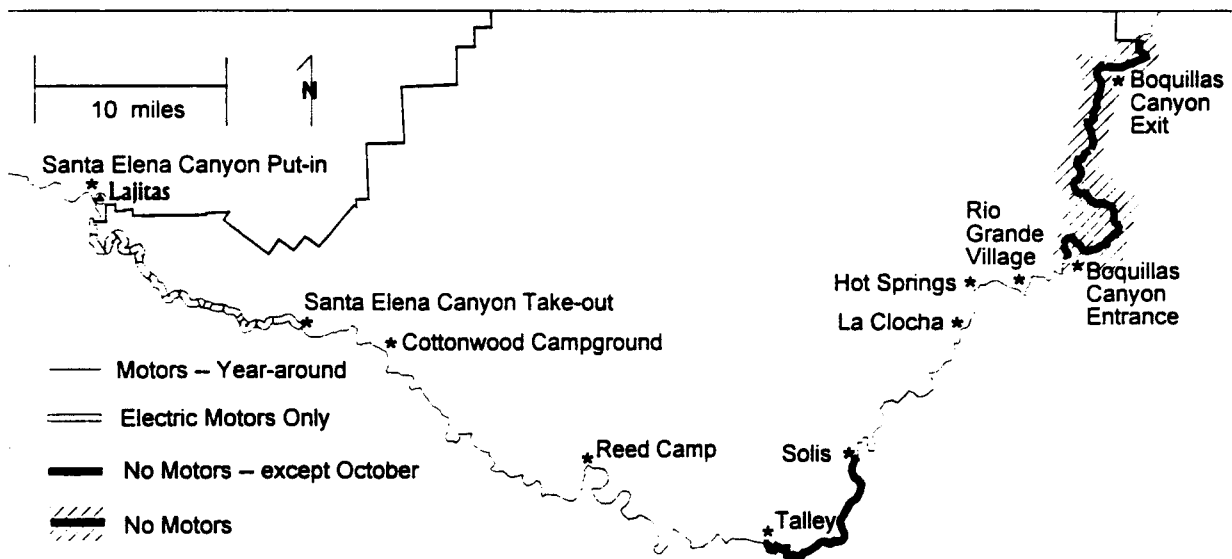 10 miles
N
Santa Elena Canyon Put-in
Lajitas
Boquillas
Canyon
Exit
Rio
Grande
Village
Hot Springs
Boquillas
Canyon
Entrance
La Clocha
Santa Elena Canyon Take-out
Cottonwood Campground
Motors -- Year-around
Electric Motors Only
No Motors -- except October
No Motors
Reed Camp
Solis
Talley